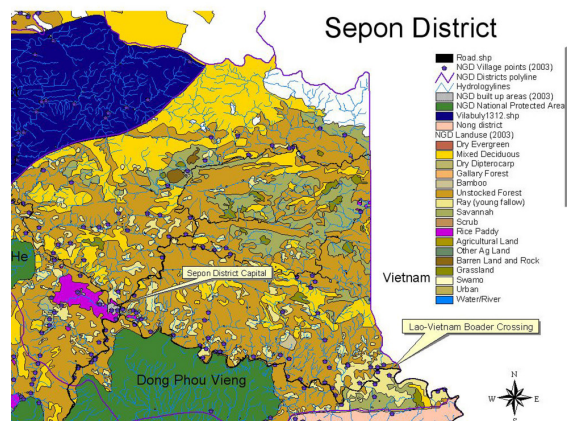 Sepon District
Road.shp
NGD Village points (2003)
NGD Districts polyline
Hydrologylines
NGD built up areas (2003)
NGD National Protected Area
Vilabuly1312.shp
Nong district
NGD Landuse (2003)
Dry Evergreen
Mixed Deciduous
Dry Dipterocarp
Gallary Forest
Bamboo
Unstocked Forest
Ray (young fallow)
Savannah
Scrub
Rice Paddy
Agricultural Land
Other Ag Land
Barren Land and Rock
Grassland
Swamo
Urban
Water/River
He
Sepon District Capital
Vietnam
Lao-Vietnam Boader Crossing
Dong Phou Vieng
N
W E
S